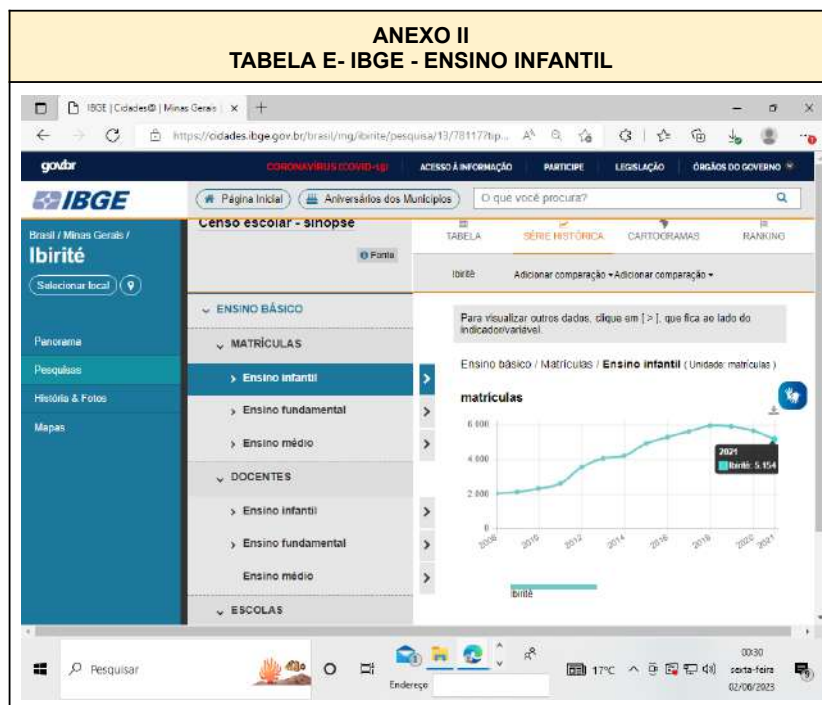 ANEXO II
TABELA E- IBGE - ENSINO INFANTIL
IBGE | Cidades@ | Minas Gerais |
https://cidades.ibge.gov.br/brasil/mg/ibirite/pesquisa/13/78117?tip...
govbr
CORONAVÍRUS (COVID-19)
ACESSO À INFORMAÇÃO
PARTICIPE
LEGISLAÇÃO
ÓRGÃOS DO GOVERNO
IBGE
Página Inicial
Aniversários dos Municípios
O que você procura?
Brasil / Minas Gerais /
Ibirité
Selecionar local
Panorama
Pesquisas
História & Fotos
Mapas
Censo escolar - sinopse
Fonte
ENSINO BÁSICO
MATRÍCULAS
Ensino infantil
Ensino fundamental
Ensino médio
DOCENTES
Ensino infantil
Ensino fundamental
Ensino médio
ESCOLAS
TABELA
SÉRIE HISTÓRICA
CARTOGRAMAS
RANKING
Ibirité
Adicionar comparação
Adicionar comparação
Para visualizar outros dados, clique em [ > ], que fica ao lado do
indicador/variável.
Ensino básico / Matrículas / Ensino infantil ( Unidade: matrículas )
matrículas
6.000
4.000
2.000
0
2008
2010
2012
2014
2016
2018
2020
2021
2021
Ibirité: 5.154
Ibirité
Pesquisar
Endereço
17°C
00:30
sexta-feira
02/06/2023